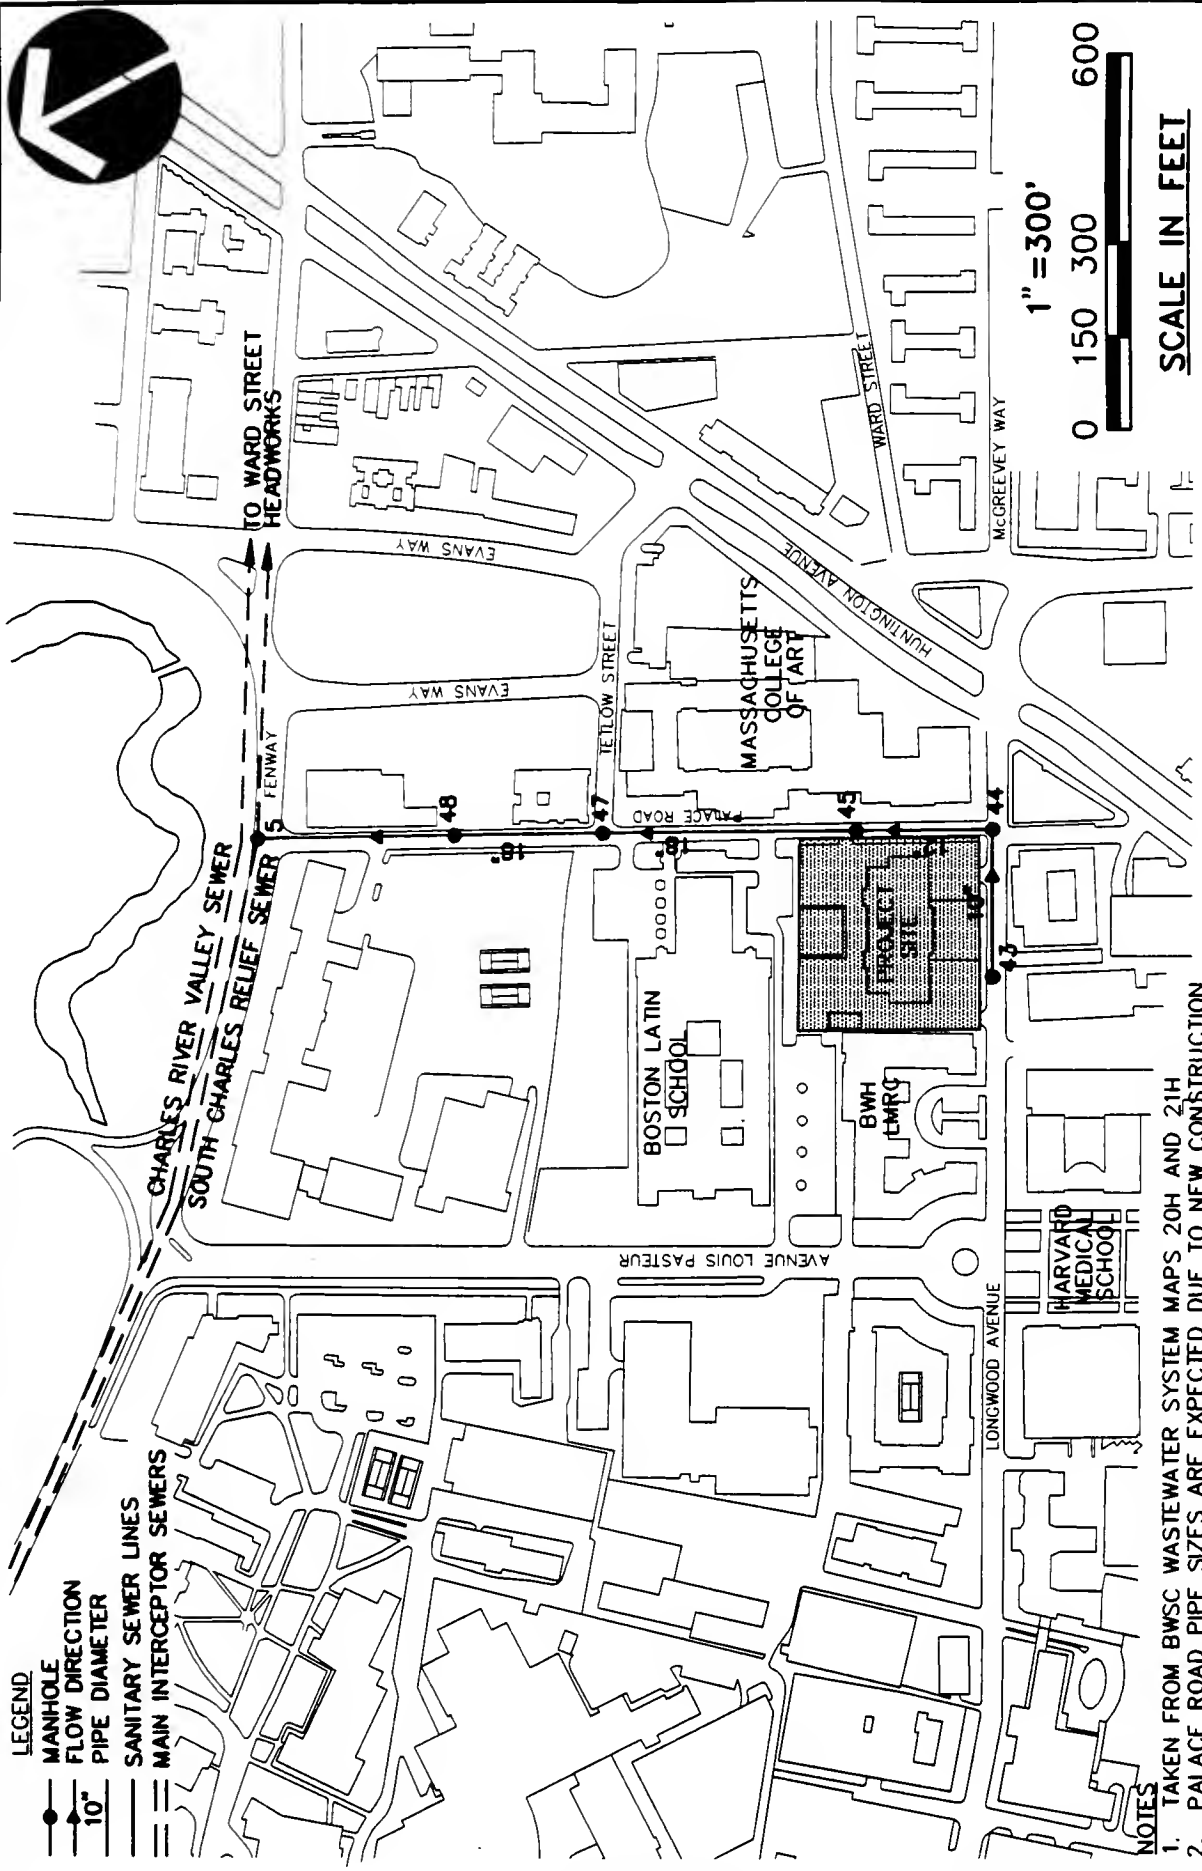 LEGEND
MANHOLE
FLOW DIRECTION
10" PIPE DIAMETER
SANITARY SEWER LINES
MAIN INTERCEPTOR SEWERS
CHARLES RIVER VALLEY SEWER
SOUTH CHARLES RELIEF SEWER
TO WARD STREET
HEADWORKS
5
FENWAY
EVANS WAY
EVANS WAY
48
18"
47
TETLOW STREET
PALACE ROAD
18"
45
12"
44
10"
43
MASSACHUSETTS
COLLEGE
OF ART
HUNTINGTON AVENUE
WARD STREET
McGREEVEY WAY
BOSTON LATIN
SCHOOL
PROJECT
SITE
BWH
LMRC
AVENUE LOUIS PASTEUR
LONGWOOD AVENUE
HARVARD
MEDICAL
SCHOOL
1"=300'
0 150 300 600
SCALE IN FEET
NOTES
1. TAKEN FROM BWSC WASTEWATER SYSTEM MAPS 20H AND 21H
2. PALACE ROAD PIPE SIZES ARE EXPECTED DUE TO NEW CONSTRUCTION